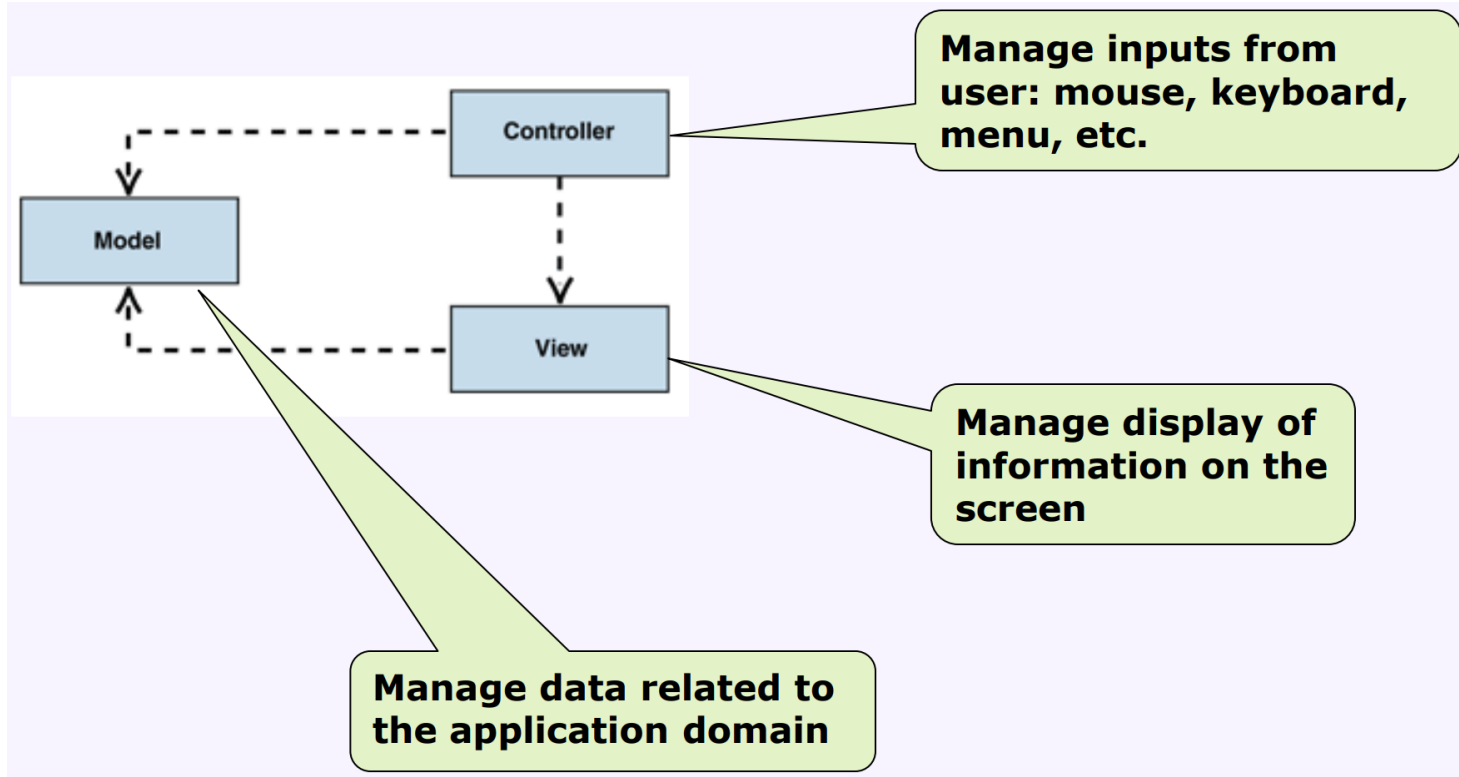 Manage inputs from
user: mouse, keyboard,
menu, etc.
Controller
Model
View
Manage display of
information on the
screen
Manage data related to
the application domain